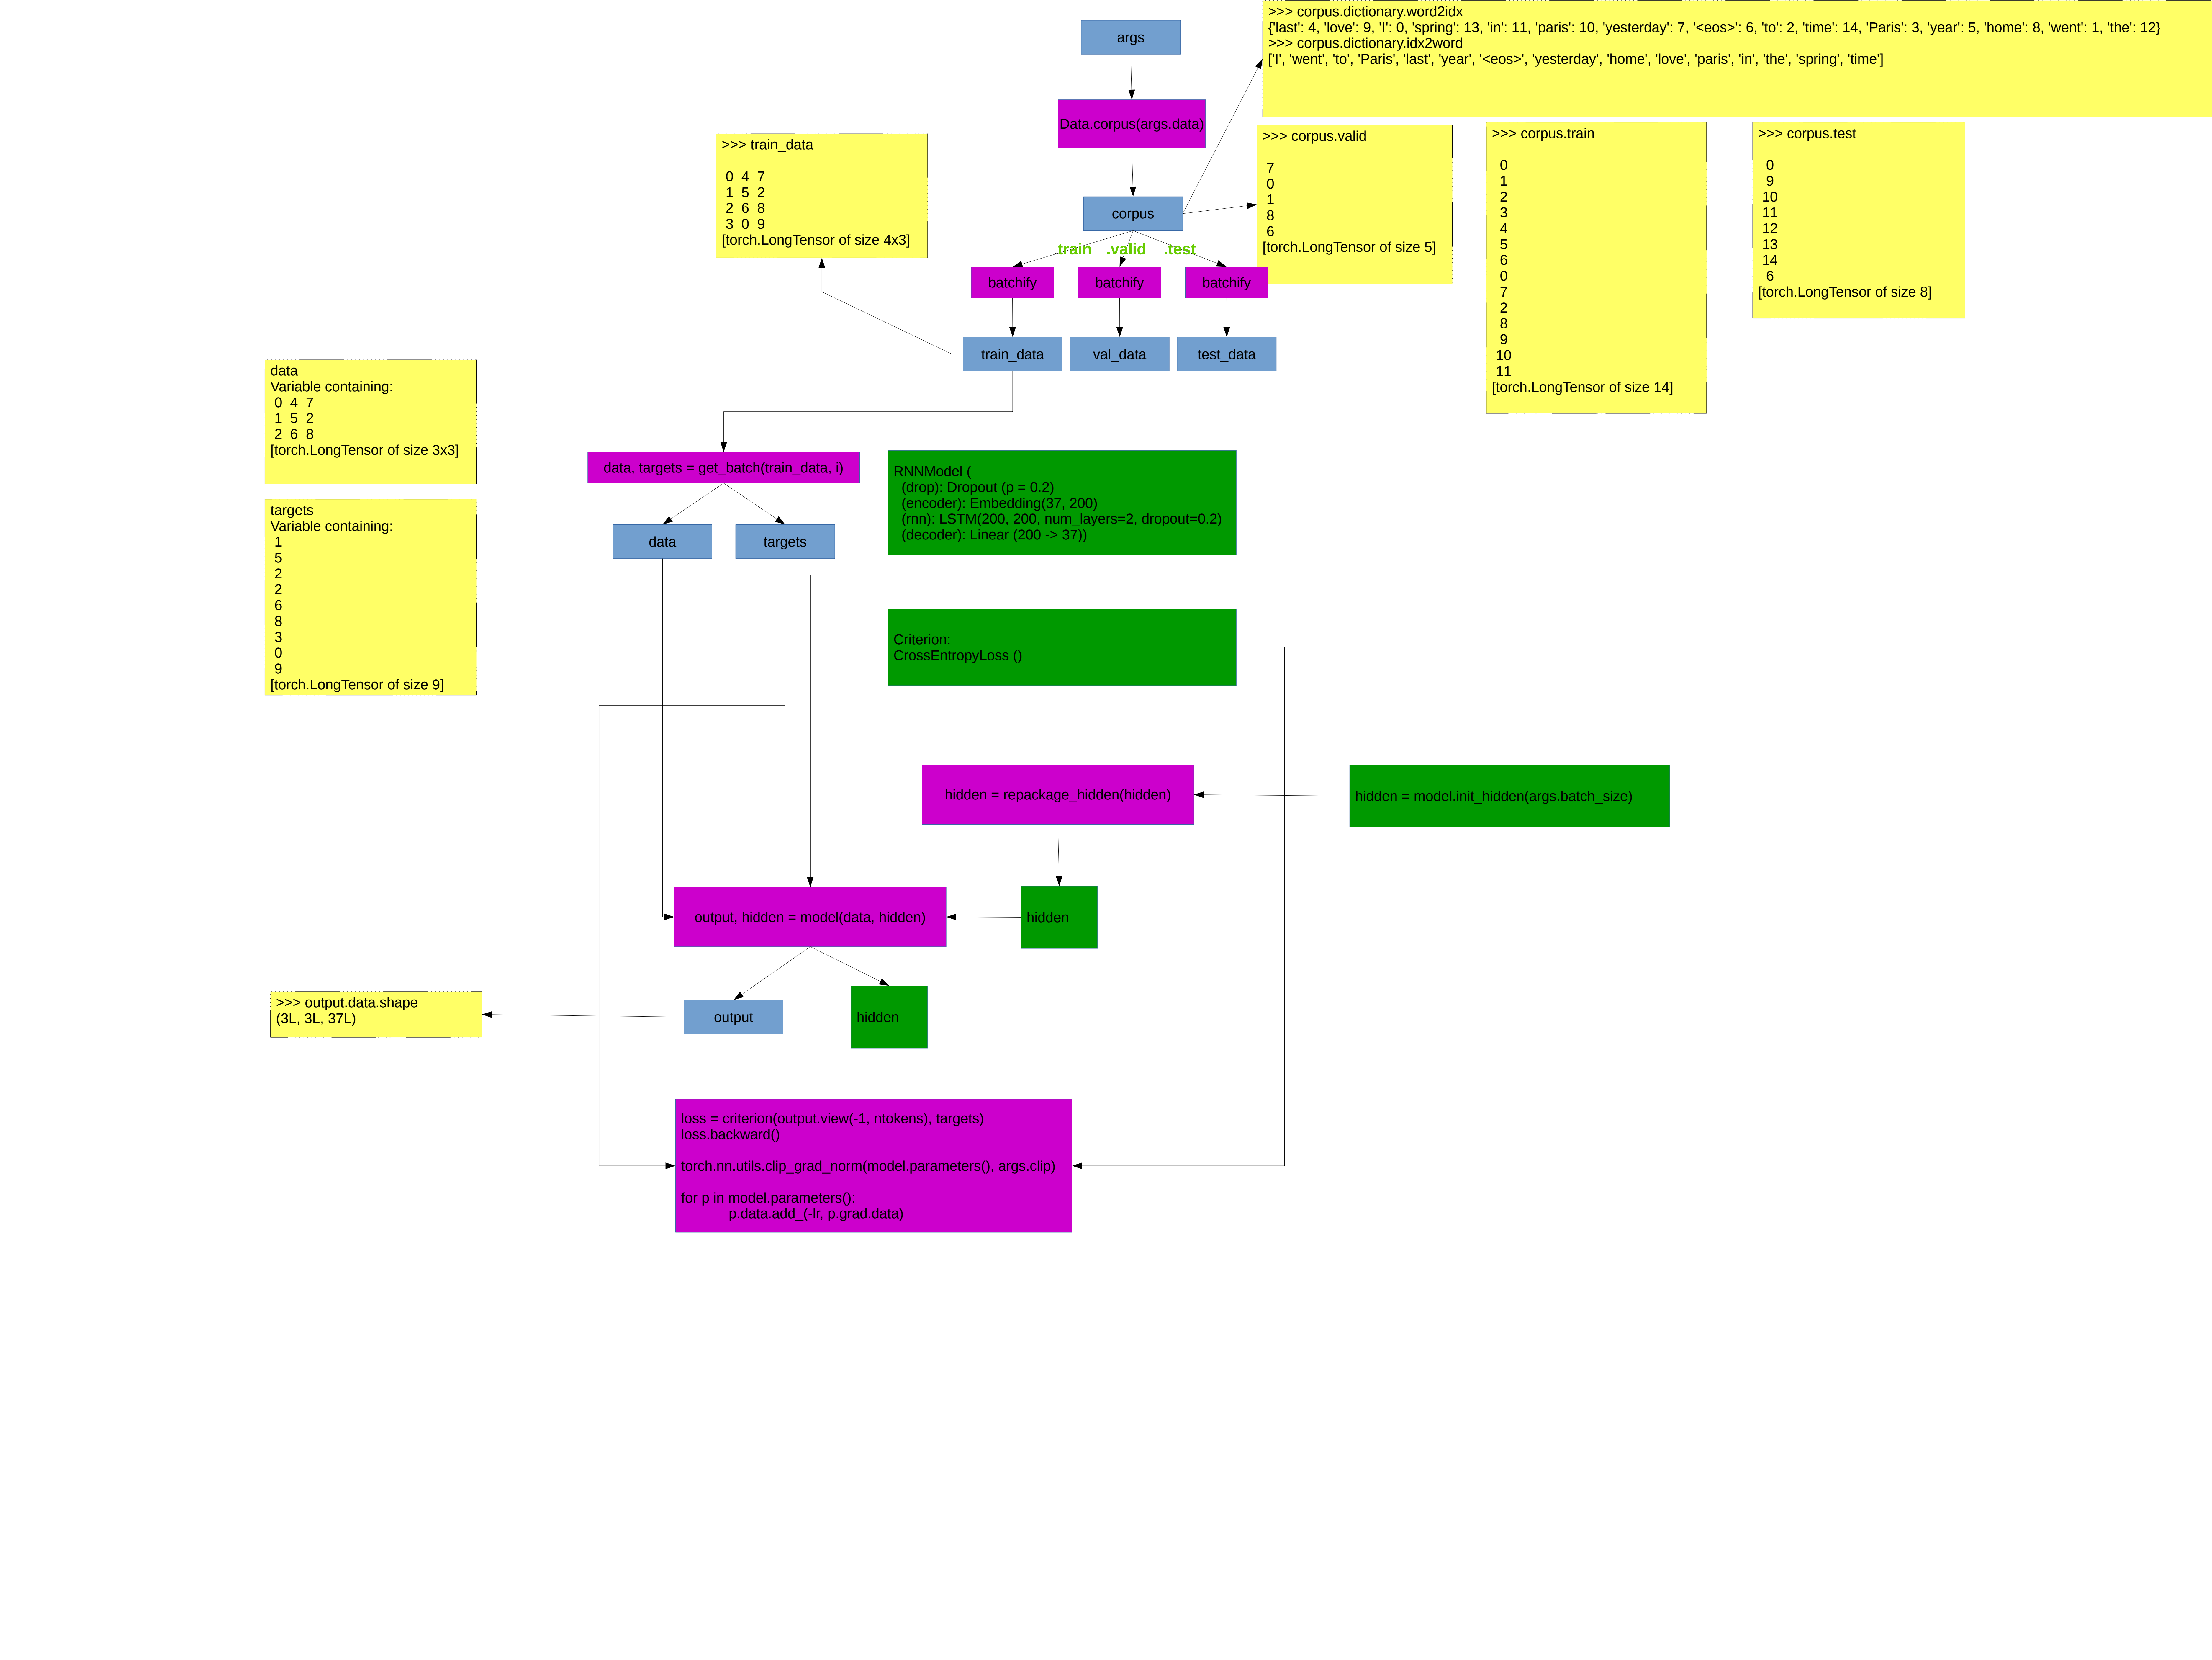 args
>>> corpus.dictionary.word2idx
{'last': 4, 'love': 9, 'I': 0, 'spring': 13, 'in': 11, 'paris': 10, 'yesterday': 7, '<eos>': 6, 'to': 2, 'time': 14, 'Paris': 3, 'year': 5, 'home': 8, 'went': 1, 'the': 12}
>>> corpus.dictionary.idx2word
['I', 'went', 'to', 'Paris', 'last', 'year', '<eos>', 'yesterday', 'home', 'love', 'paris', 'in', 'the', 'spring', 'time']
Data.corpus(args.data)
>>> train_data
0 4 7
1 5 2
2 6 8
3 0 9
[torch.LongTensor of size 4x3]
corpus
>>> corpus.valid
7
0
1
8
6
[torch.LongTensor of size 5]
>>> corpus.train
0
1
2
3
4
5
6
0
7
2
8
9
10
11
[torch.LongTensor of size 14]
>>> corpus.test
0
9
10
11
12
13
14
6
[torch.LongTensor of size 8]
.train .valid .test
batchify
batchify
batchify
train_data
val_data
test_data
data
Variable containing:
0 4 7
1 5 2
2 6 8
[torch.LongTensor of size 3x3]
targets
Variable containing:
1
5
2
2
6
8
3
0
9
[torch.LongTensor of size 9]
data, targets = get_batch(train_data, i)
data
targets
RNNModel (
(drop): Dropout (p = 0.2)
(encoder): Embedding(37, 200)
(rnn): LSTM(200, 200, num_layers=2, dropout=0.2)
(decoder): Linear (200 -> 37))
Criterion:
CrossEntropyLoss ()
hidden = repackage_hidden(hidden)
hidden = model.init_hidden(args.batch_size)
output, hidden = model(data, hidden)
hidden
>>> output.data.shape
(3L, 3L, 37L)
output
hidden
loss = criterion(output.view(-1, ntokens), targets)
loss.backward()
torch.nn.utils.clip_grad_norm(model.parameters(), args.clip)
for p in model.parameters():
p.data.add_(-lr, p.grad.data)